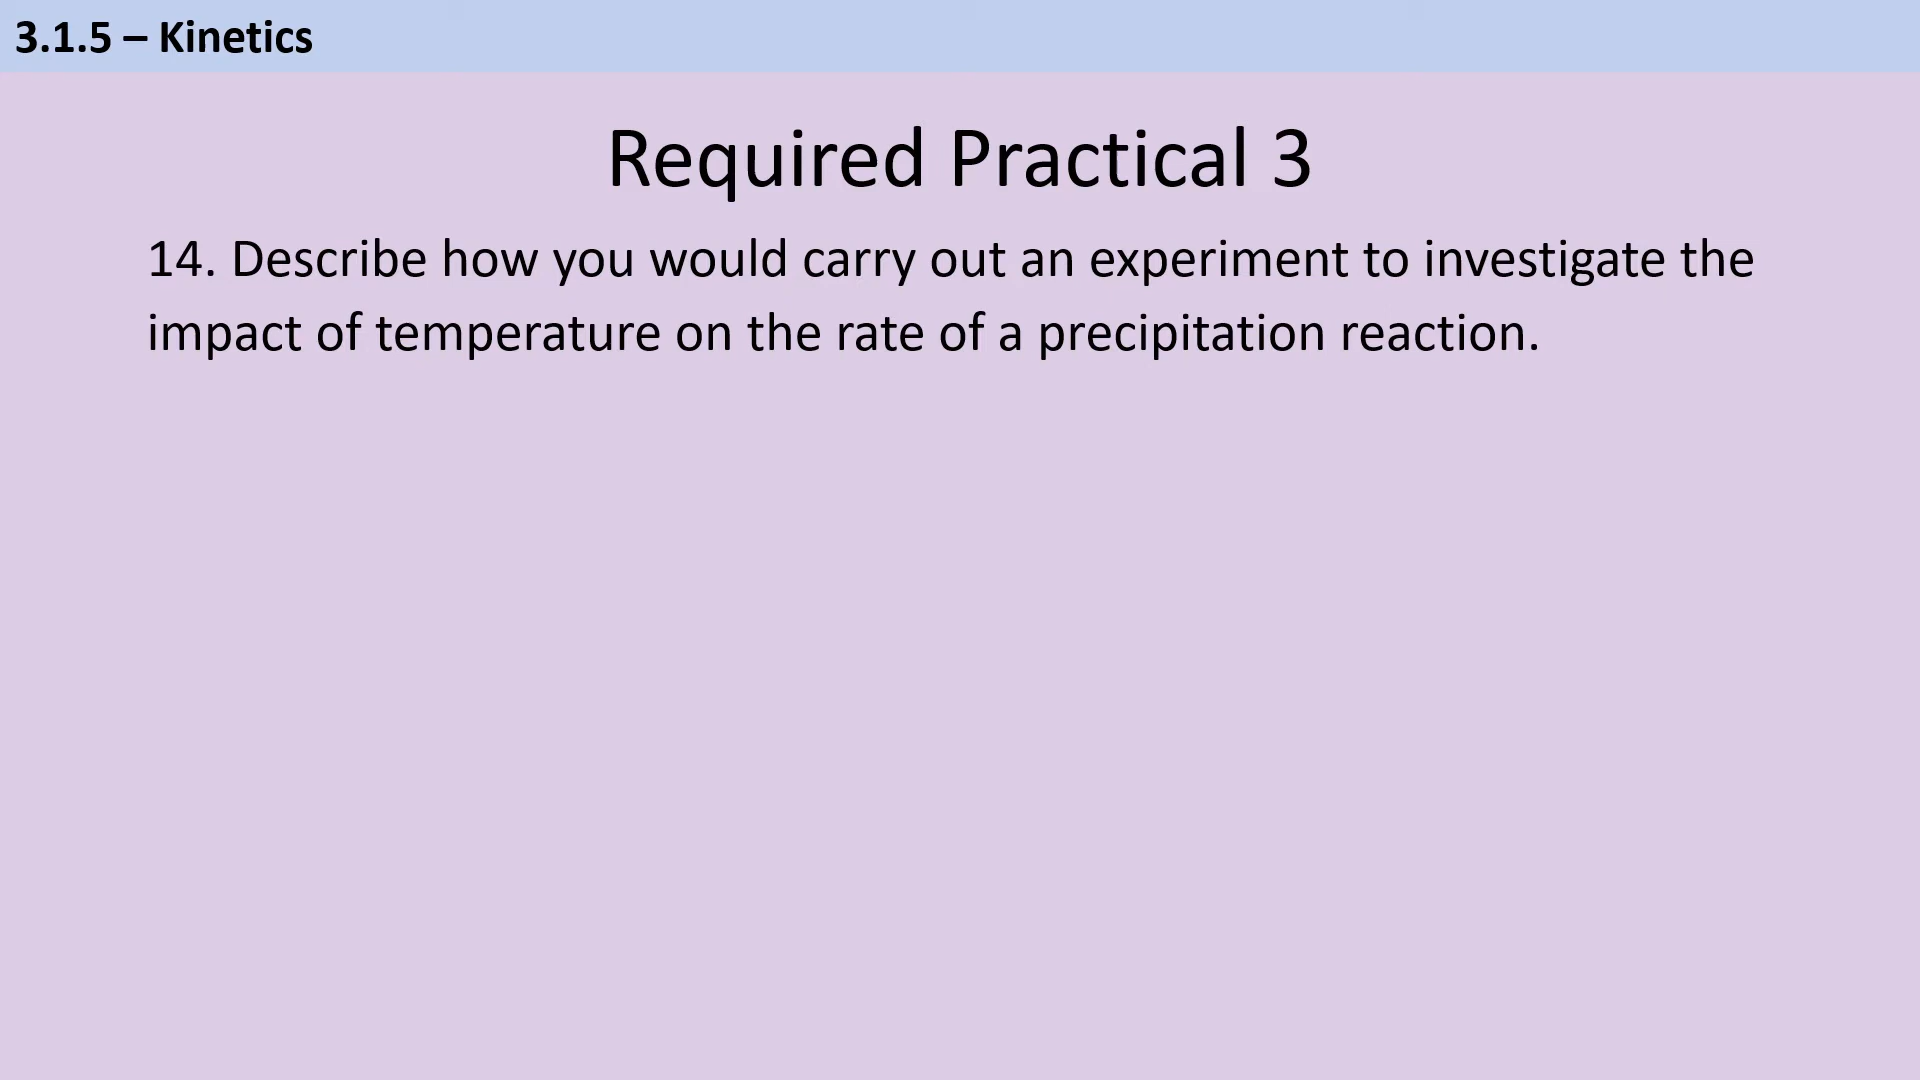 3.1.5 – Kinetics
Required Practical 3
14. Describe how you would carry out an experiment to investigate the
impact of temperature on the rate of a precipitation reaction.